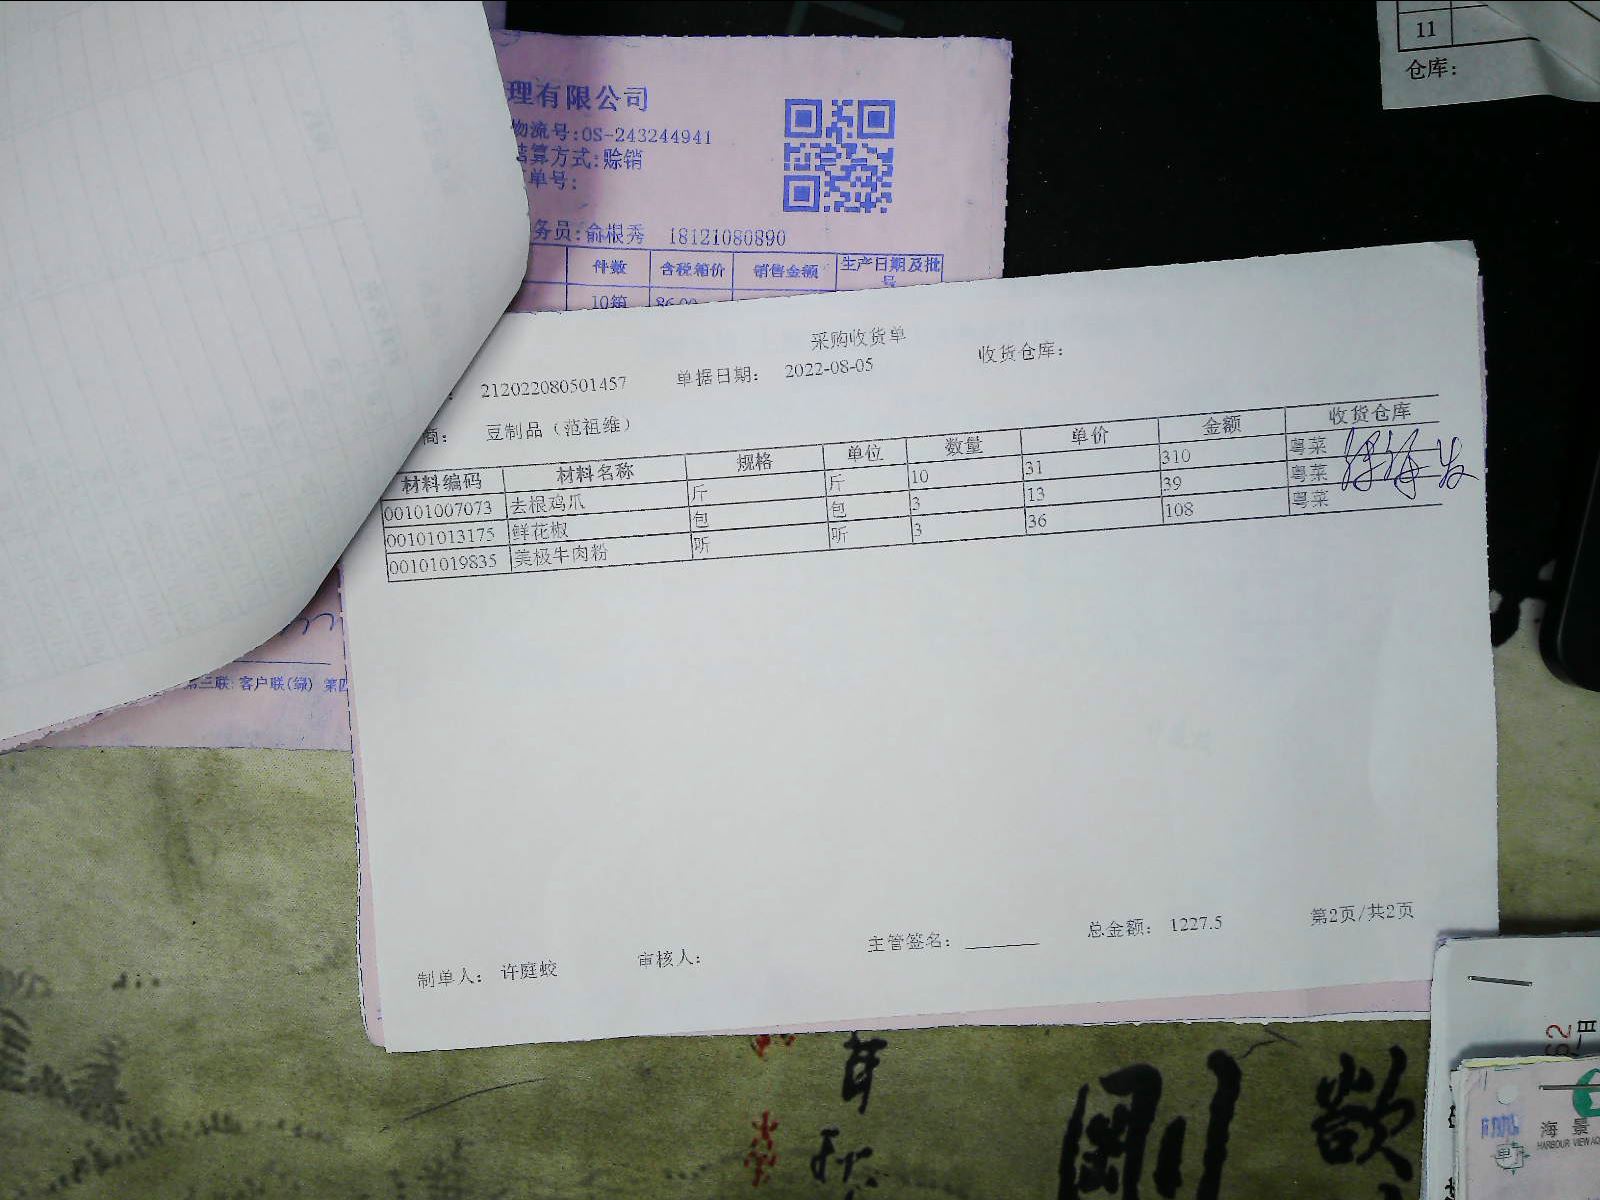 11
仓库：
理有限公司
物流号:OS-243244941
结算方式:赊销
单号:
务员:俞根秀 18121080890
件数 含税箱价 销售金额 生产日期及批号
10箱 86.00
采购收货单
212022080501457 单据日期： 2022-08-05 收货仓库：
商： 豆制品（范祖维）
材料编码 材料名称 规格 单位 数量 单价 金额 收货仓库
00101007073 去根鸡爪 斤 斤 10 31 310 粤菜
00101013175 鲜花椒 包 包 3 13 39 粤菜
00101019835 美极牛肉粉 听 听 3 36 108 粤菜
第三联:客户联(绿) 第四
制单人： 许庭蛟 审核人： 主管签名： 总金额： 1227.5 第2页/共2页
剛
欲
海景
HARBOUR VIEW